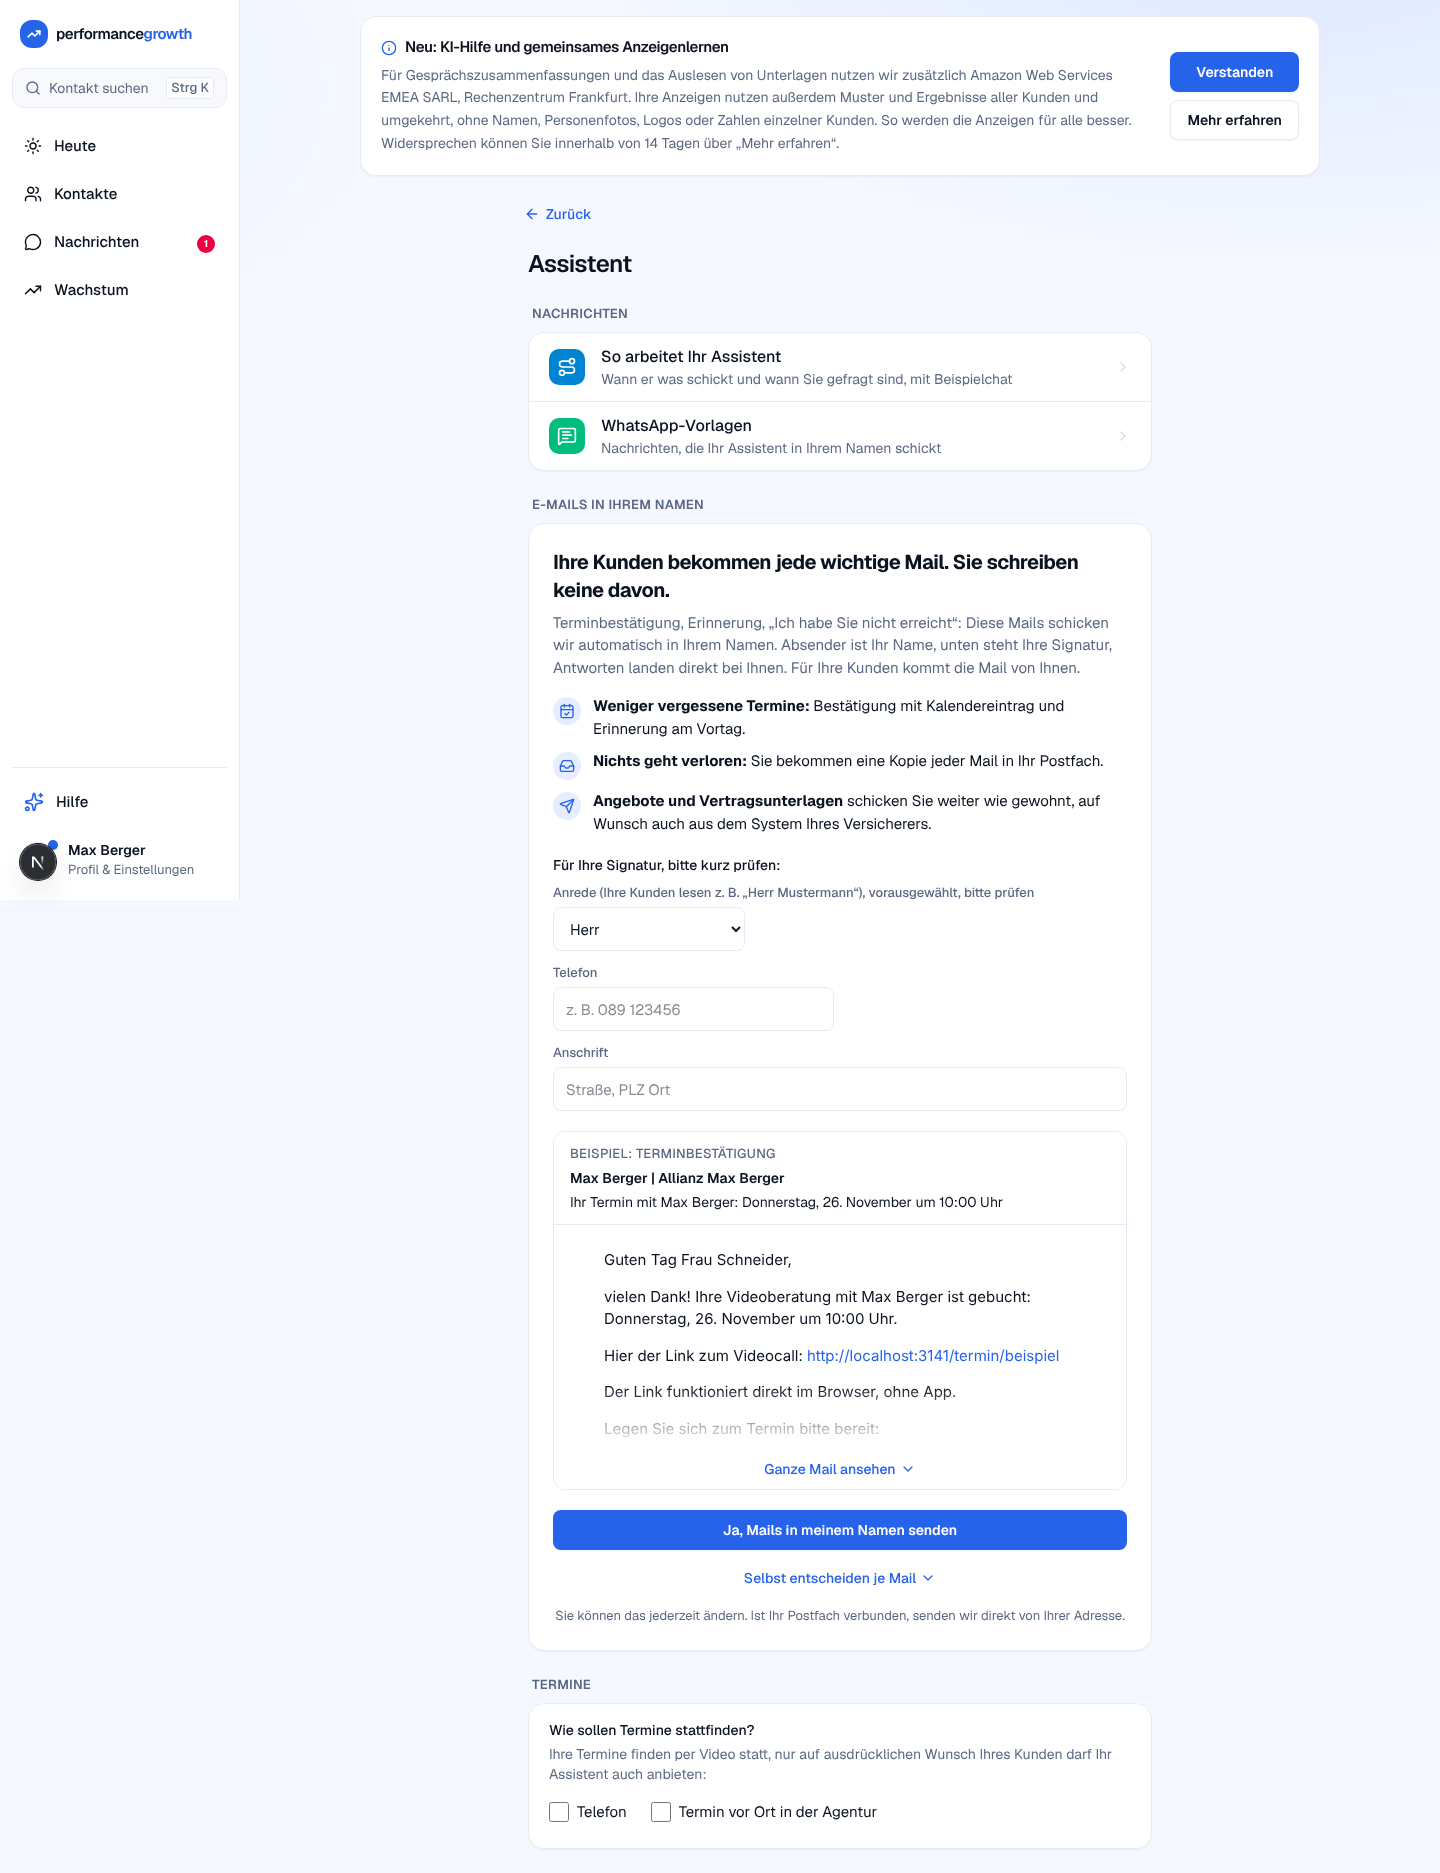 performancegrowth
Kontakt suchen Strg K
Heute
Kontakte
Nachrichten 1
Wachstum
Hilfe
N
Max Berger
Profil & Einstellungen
Neu: KI-Hilfe und gemeinsames Anzeigenlernen
Für Gesprächszusammenfassungen und das Auslesen von Unterlagen nutzen wir zusätzlich Amazon Web Services
EMEA SARL, Rechenzentrum Frankfurt. Ihre Anzeigen nutzen außerdem Muster und Ergebnisse aller Kunden und
umgekehrt, ohne Namen, Personenfotos, Logos oder Zahlen einzelner Kunden. So werden die Anzeigen für alle besser.
Widersprechen können Sie innerhalb von 14 Tagen über „Mehr erfahren“.
Verstanden
Mehr erfahren
Zurück
Assistent
NACHRICHTEN
So arbeitet Ihr Assistent
Wann er was schickt und wann Sie gefragt sind, mit Beispielchat
WhatsApp-Vorlagen
Nachrichten, die Ihr Assistent in Ihrem Namen schickt
E-MAILS IN IHREM NAMEN
Ihre Kunden bekommen jede wichtige Mail. Sie schreiben
keine davon.
Terminbestätigung, Erinnerung, „Ich habe Sie nicht erreicht“: Diese Mails schicken
wir automatisch in Ihrem Namen. Absender ist Ihr Name, unten steht Ihre Signatur,
Antworten landen direkt bei Ihnen. Für Ihre Kunden kommt die Mail von Ihnen.
Weniger vergessene Termine: Bestätigung mit Kalendereintrag und
Erinnerung am Vortag.
Nichts geht verloren: Sie bekommen eine Kopie jeder Mail in Ihr Postfach.
Angebote und Vertragsunterlagen schicken Sie weiter wie gewohnt, auf
Wunsch auch aus dem System Ihres Versicherers.
Für Ihre Signatur, bitte kurz prüfen:
Anrede (Ihre Kunden lesen z. B. „Herr Mustermann“), vorausgewählt, bitte prüfen
Herr
Telefon
z. B. 089 123456
Anschrift
Straße, PLZ Ort
BEISPIEL: TERMINBESTÄTIGUNG
Max Berger | Allianz Max Berger
Ihr Termin mit Max Berger: Donnerstag, 26. November um 10:00 Uhr
Guten Tag Frau Schneider,
vielen Dank! Ihre Videoberatung mit Max Berger ist gebucht:
Donnerstag, 26. November um 10:00 Uhr.
Hier der Link zum Videocall: http://localhost:3141/termin/beispiel
Der Link funktioniert direkt im Browser, ohne App.
Legen Sie sich zum Termin bitte bereit:
Ganze Mail ansehen
Ja, Mails in meinem Namen senden
Selbst entscheiden je Mail
Sie können das jederzeit ändern. Ist Ihr Postfach verbunden, senden wir direkt von Ihrer Adresse.
TERMINE
Wie sollen Termine stattfinden?
Ihre Termine finden per Video statt, nur auf ausdrücklichen Wunsch Ihres Kunden darf Ihr
Assistent auch anbieten:
Telefon
Termin vor Ort in der Agentur